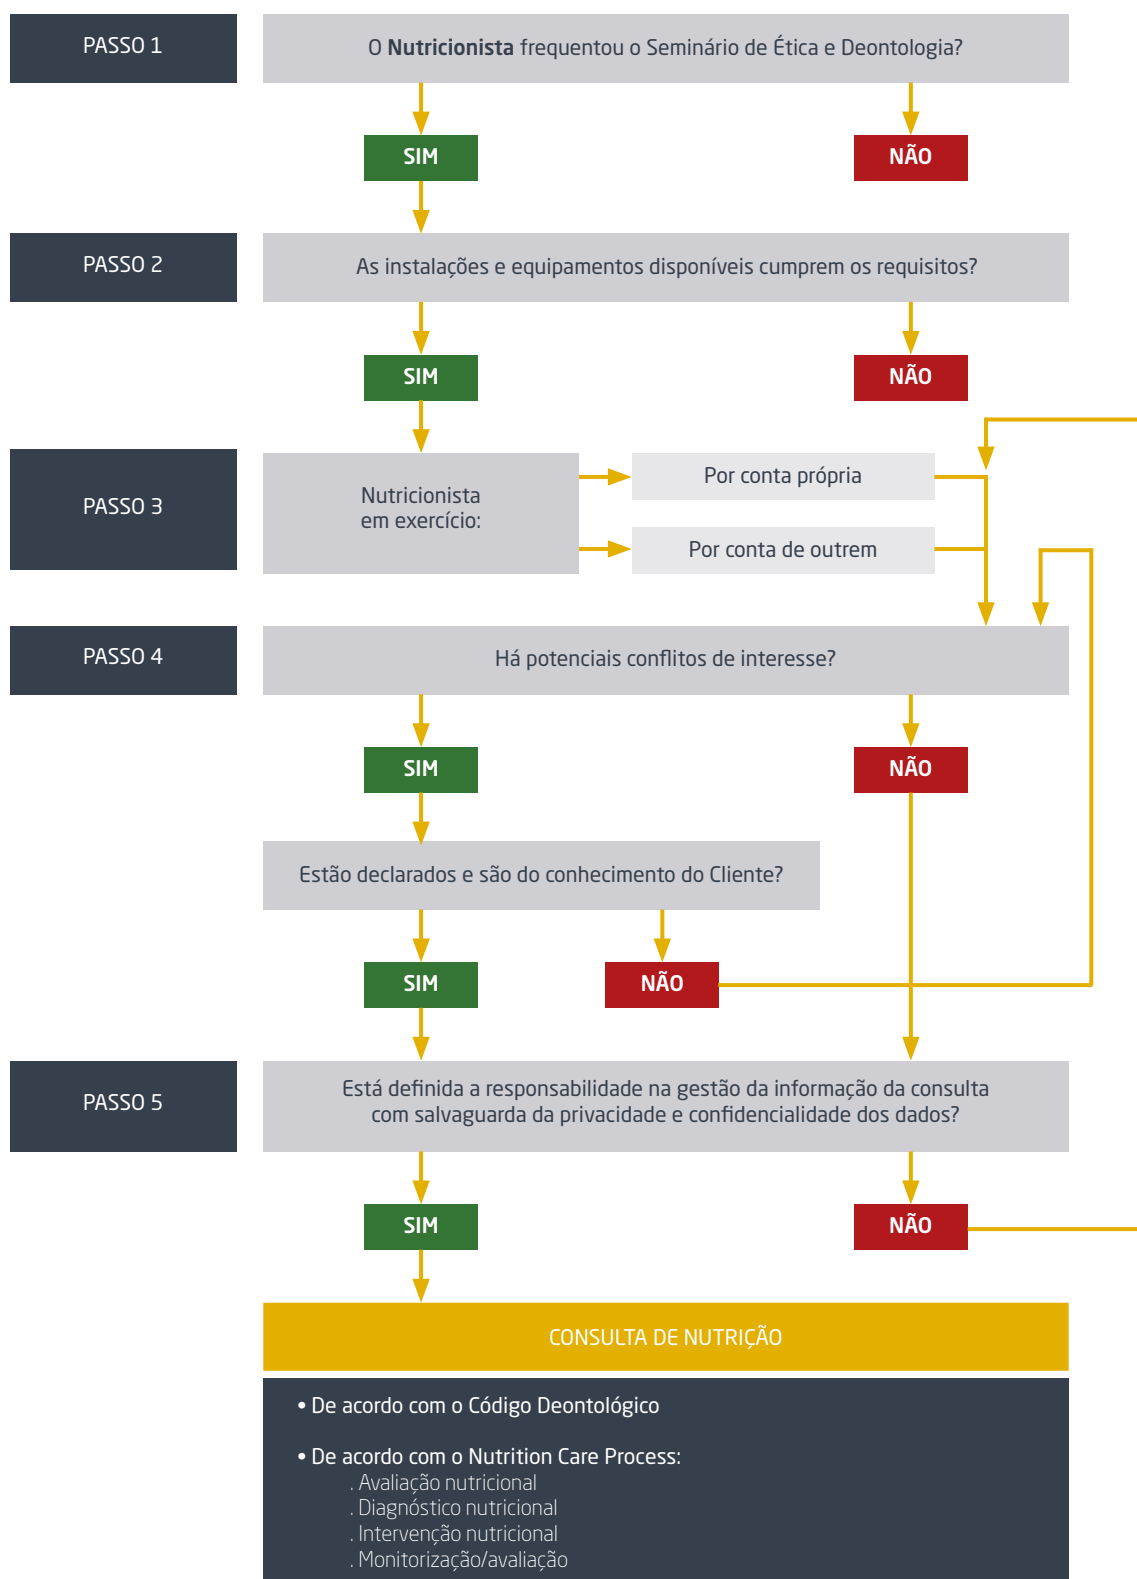 PASSO 1
O Nutricionista frequentou o Seminário de Ética e Deontologia?
SIM
NÃO
PASSO 2
As instalações e equipamentos disponíveis cumprem os requisitos?
SIM
NÃO
PASSO 3
Nutricionista
em exercício:
Por conta própria
Por conta de outrem
PASSO 4
Há potenciais conflitos de interesse?
SIM
NÃO
Estão declarados e são do conhecimento do Cliente?
SIM
NÃO
PASSO 5
Está definida a responsabilidade na gestão da informação da consulta
com salvaguarda da privacidade e confidencialidade dos dados?
SIM
NÃO
CONSULTA DE NUTRIÇÃO
• De acordo com o Código Deontológico
• De acordo com o Nutrition Care Process:
. Avaliação nutricional
. Diagnóstico nutricional
. Intervenção nutricional
. Monitorização/avaliação